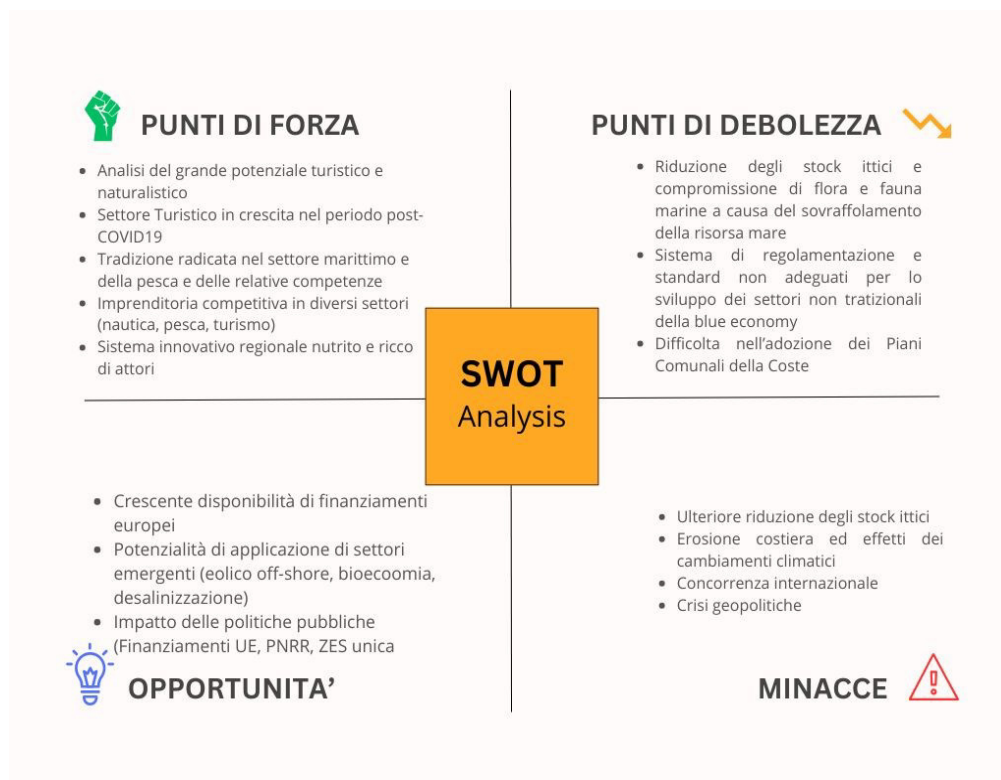 PUNTI DI FORZA
• Analisi del grande potenziale turistico e
naturalistico
• Settore Turistico in crescita nel periodo post-
COVID19
• Tradizione radicata nel settore marittimo e
della pesca e delle relative competenze
• Imprenditoria competitiva in diversi settori
(nautica, pesca, turismo)
• Sistema innovativo regionale nutrito e ricco
di attori
PUNTI DI DEBOLEZZA
• Riduzione degli stock ittici e
compromissione di flora e fauna
marine a causa del sovraffolamento
della risorsa mare
• Sistema di regolamentazione e
standard non adeguati per lo
sviluppo dei settori non tratizionali
della blue economy
• Difficolta nell'adozione dei Piani
Comunali della Coste
SWOT
Analysis
• Crescente disponibilità di finanziamenti
europei
• Potenzialità di applicazione di settori
emergenti (eolico off-shore, bioecoomia,
desalinizzazione)
• Impatto delle politiche pubbliche
(Finanziamenti UE, PNRR, ZES unica
OPPORTUNITA'
• Ulteriore riduzione degli stock ittici
• Erosione costiera ed effetti dei
cambiamenti climatici
• Concorrenza internazionale
• Crisi geopolitiche
MINACCE